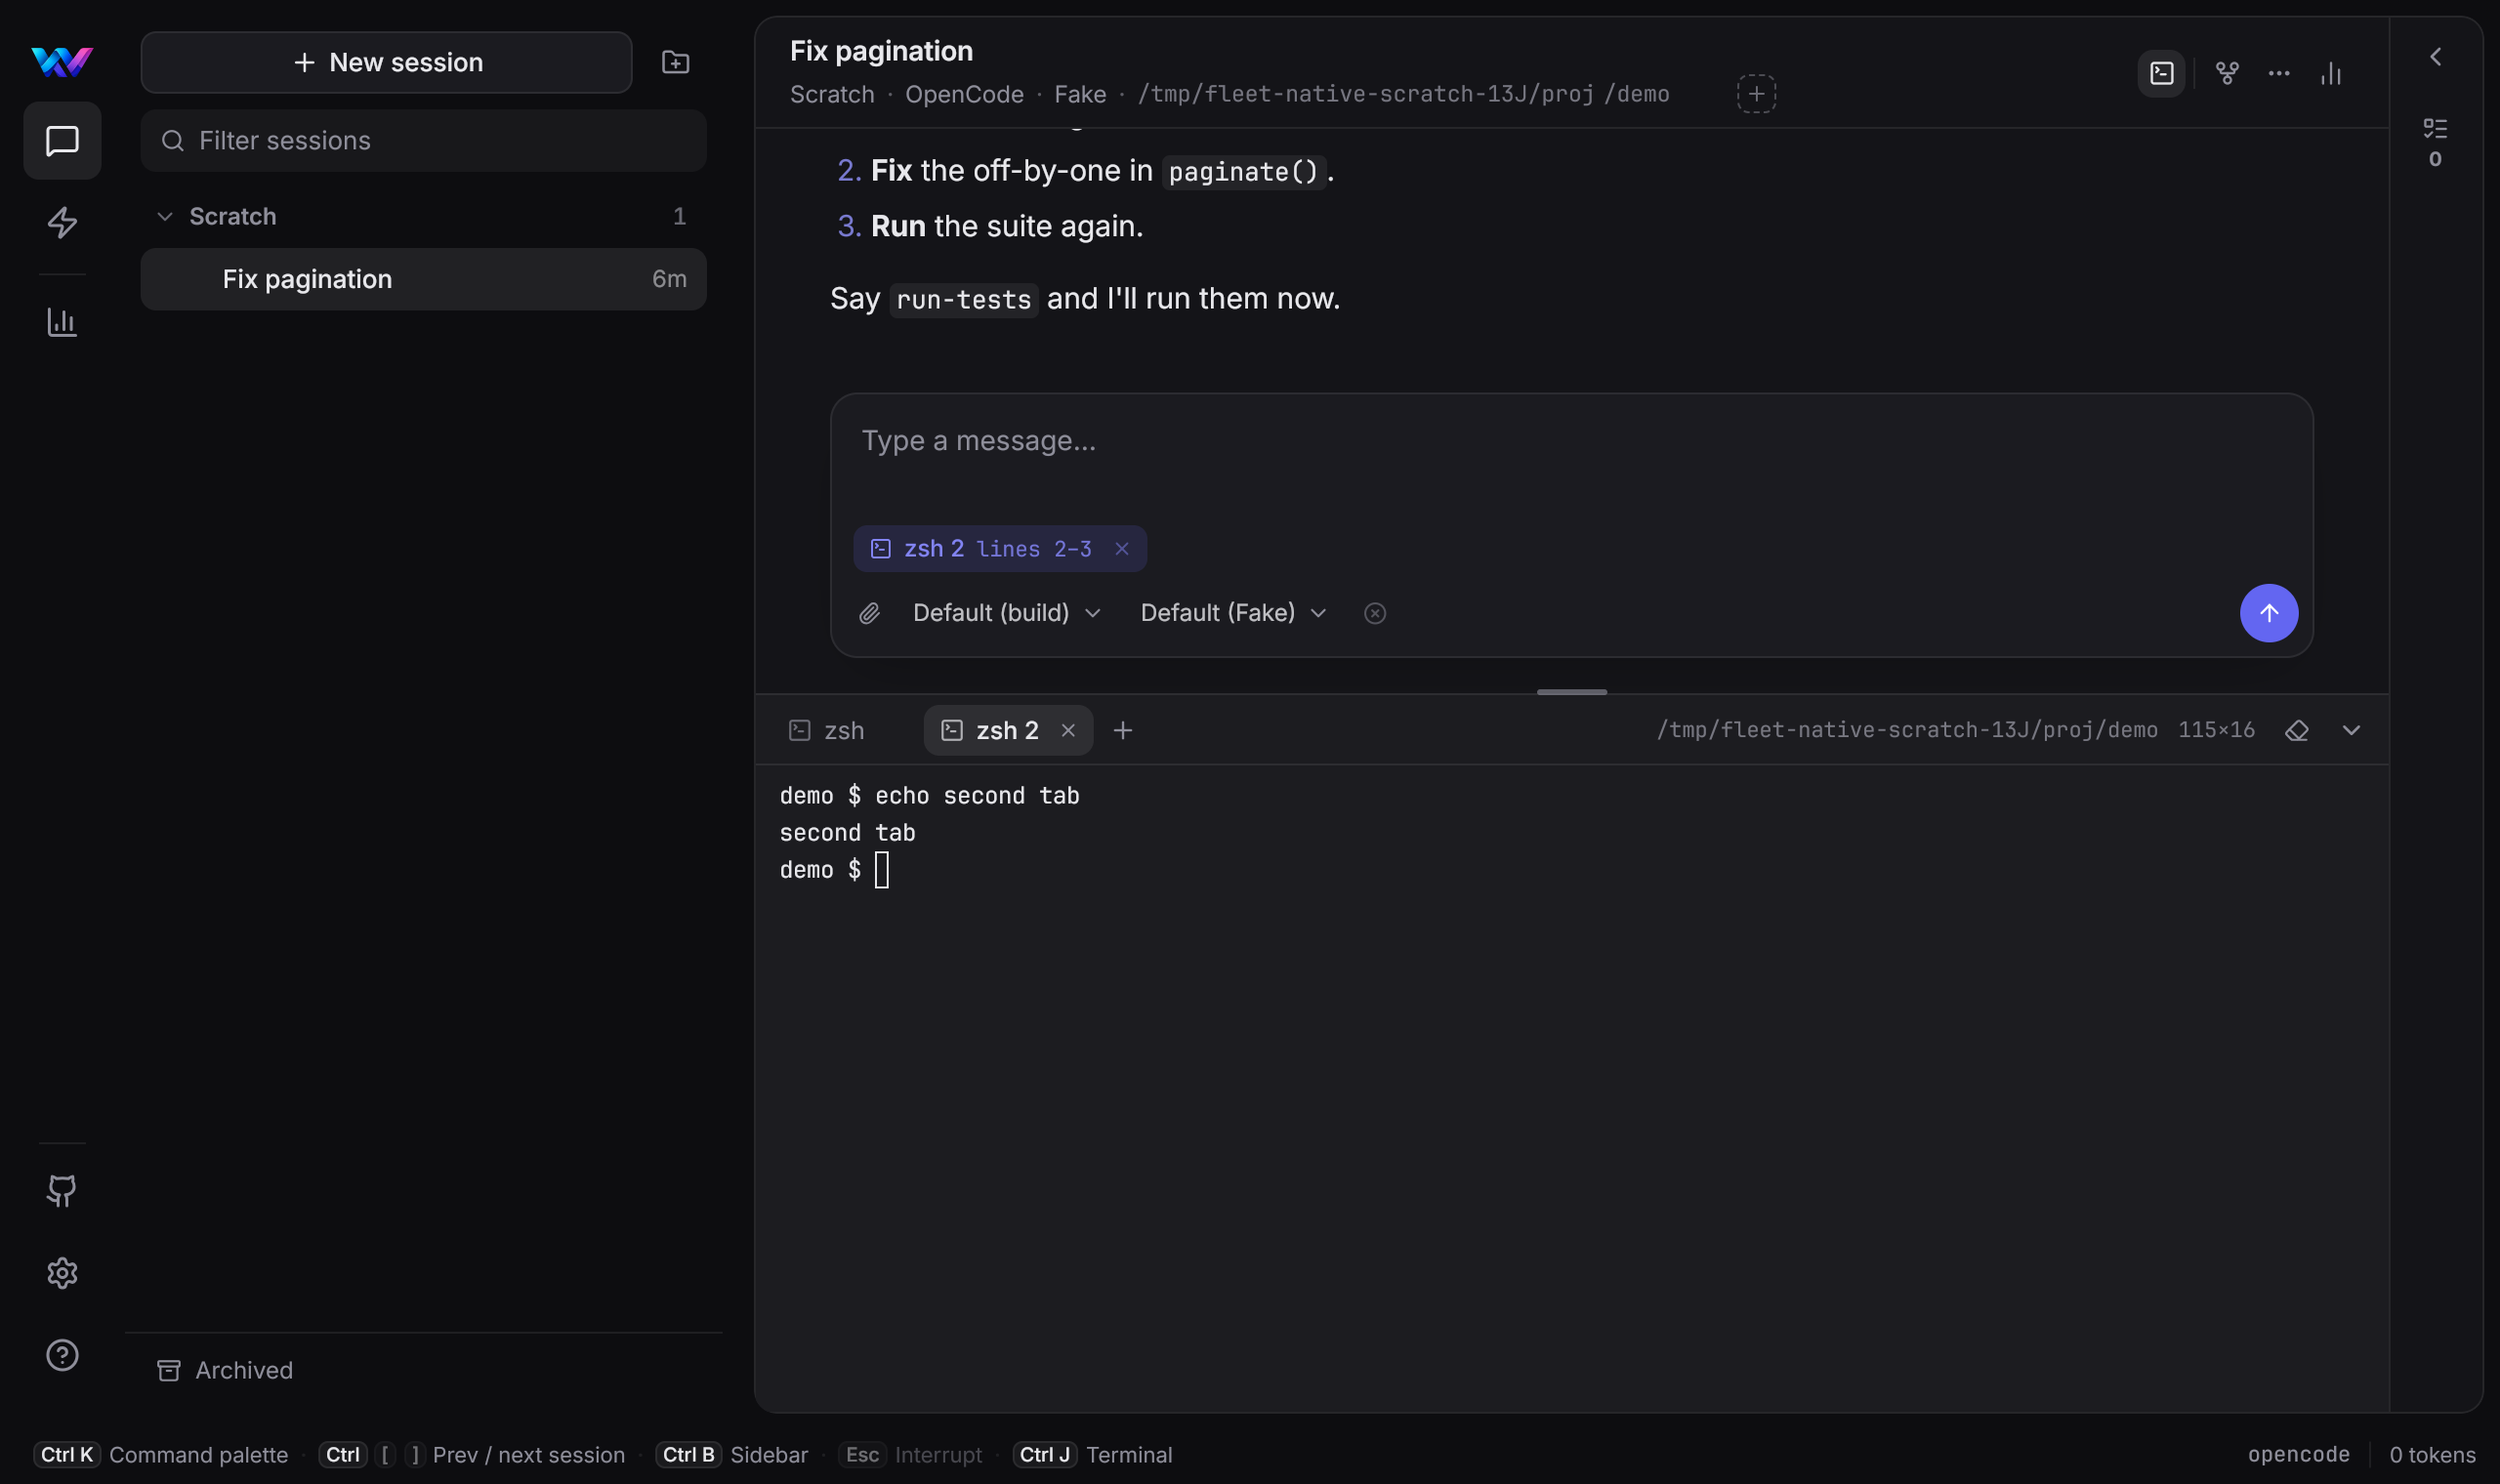 New session
Filter sessions
Scratch 1
Fix pagination 6m
Archived
Fix pagination
Scratch · OpenCode · Fake · /tmp/fleet-native-scratch-13J/proj /demo
0
2. Fix the off-by-one in paginate().
3. Run the suite again.
Say run-tests and I'll run them now.
Type a message...
zsh 2 lines 2–3
Default (build) Default (Fake)
zsh zsh 2 /tmp/fleet-native-scratch-13J/proj/demo 115×16
demo $ echo second tab
second tab
demo $
Ctrl K Command palette · Ctrl [ ] Prev / next session · Ctrl B Sidebar · Esc Interrupt · Ctrl J Terminal opencode 0 tokens